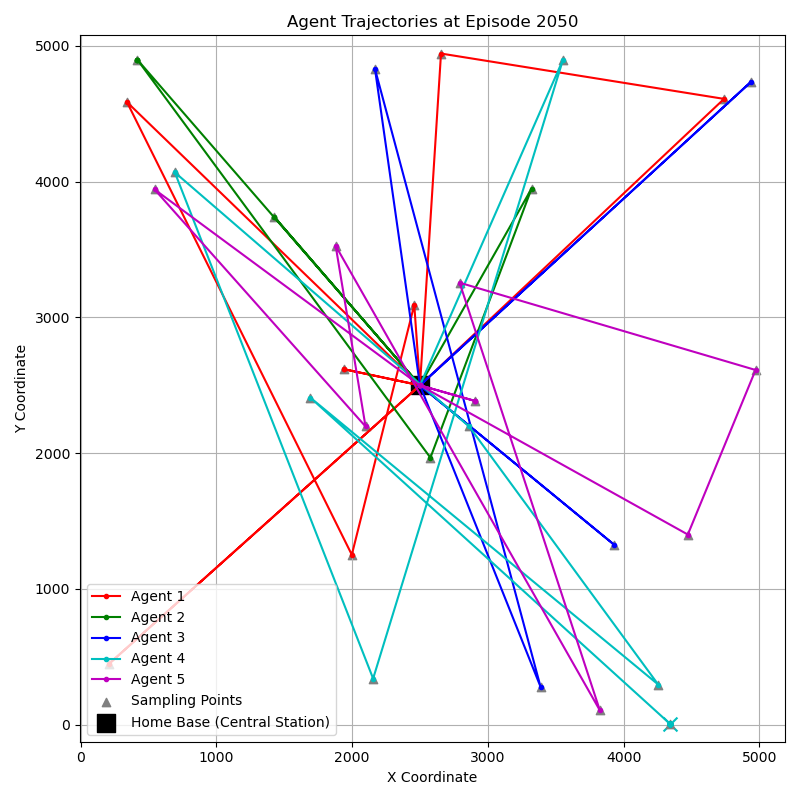 Agent Trajectories at Episode 2050
Y Coordinate
5000
4000
3000
2000
1000
0
Agent 1
Agent 2
Agent 3
Agent 4
Agent 5
Sampling Points
Home Base (Central Station)
0 1000 2000 3000 4000 5000
X Coordinate